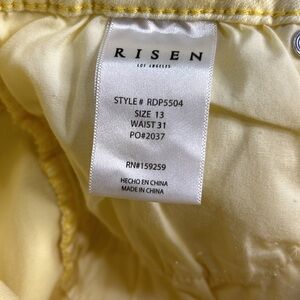 RISEN
LOS ANGELES
STYLE# RDP5504
SIZE 13
WAIST 31
PO#2037
RN#159259
HECHO EN CHINA
MADE IN CHINA